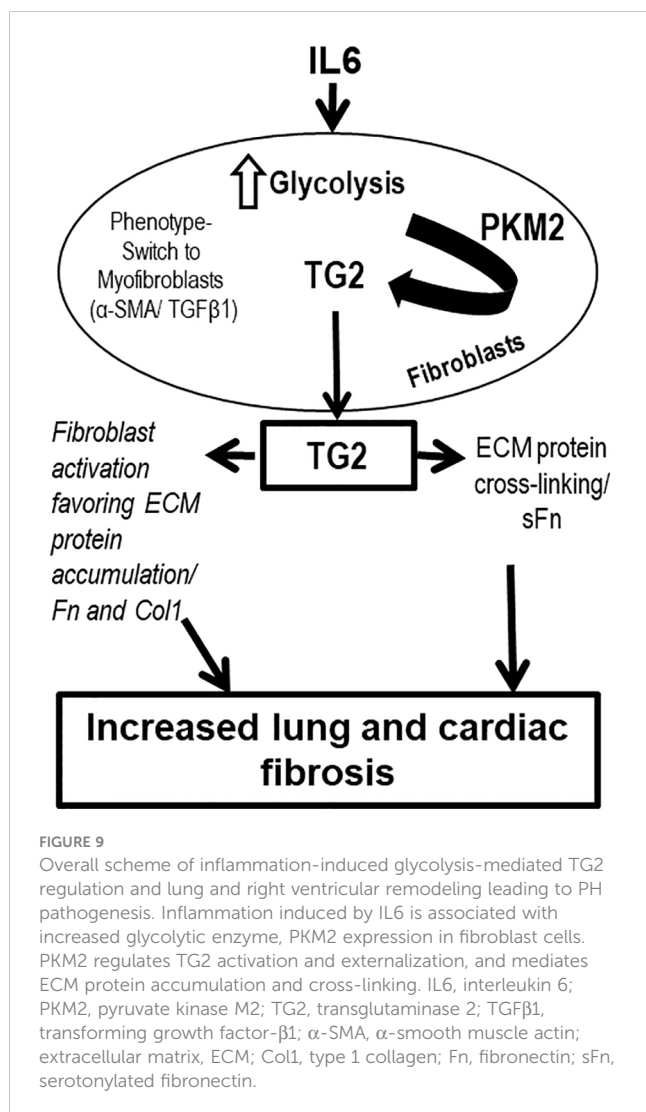 IL6
Glycolysis
Phenotype-
Switch to
Myofibroblasts
(α-SMA/ TGFβ1)
PKM2
TG2
Fibroblasts
Fibroblast
activation
favoring ECM
protein
accumulation/
Fn and Col1
TG2
ECM protein
cross-linking/
sFn
Increased lung and cardiac
fibrosis
FIGURE 9
Overall scheme of inflammation-induced glycolysis-mediated TG2
regulation and lung and right ventricular remodeling leading to PH
pathogenesis. Inflammation induced by IL6 is associated with
increased glycolytic enzyme, PKM2 expression in fibroblast cells.
PKM2 regulates TG2 activation and externalization, and mediates
ECM protein accumulation and cross-linking. IL6, interleukin 6;
PKM2, pyruvate kinase M2; TG2, transglutaminase 2; TGFβ1,
transforming growth factor-β1; α-SMA, α-smooth muscle actin;
extracellular matrix, ECM; Col1, type 1 collagen; Fn, fibronectin; sFn,
serotonylated fibronectin.